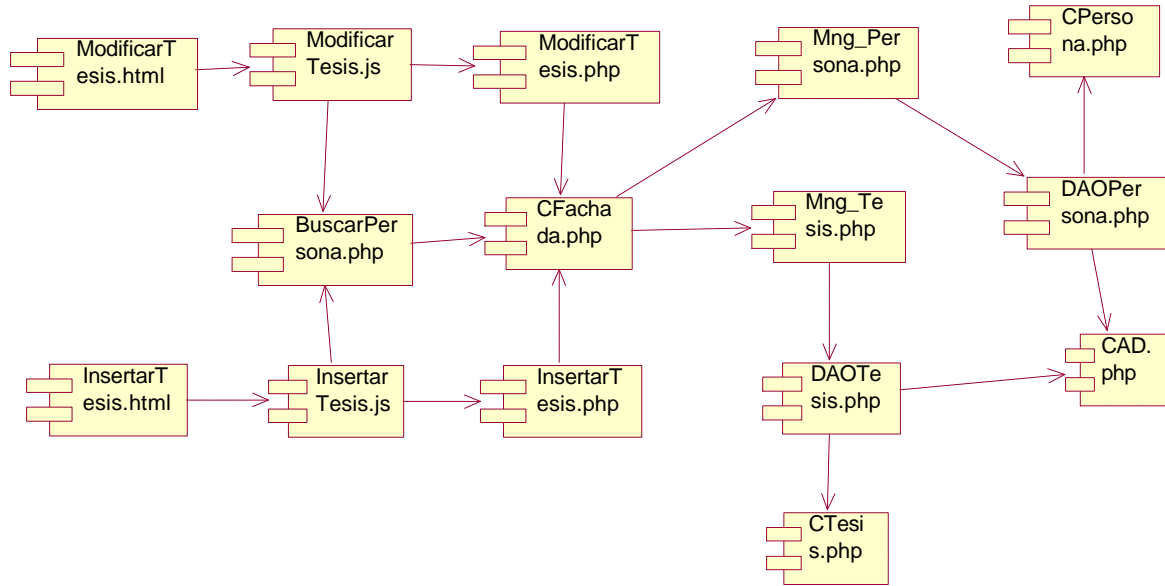 ModificarT
esis.html
Modificar
Tesis.js
ModificarT
esis.php
Mng_Per
sona.php
CPerso
na.php
BuscarPer
sona.php
CFacha
da.php
Mng_Te
sis.php
DAOPer
sona.php
InsertarT
esis.html
Insertar
Tesis.js
InsertarT
esis.php
DAOTe
sis.php
CAD.
php
CTesi
s.php